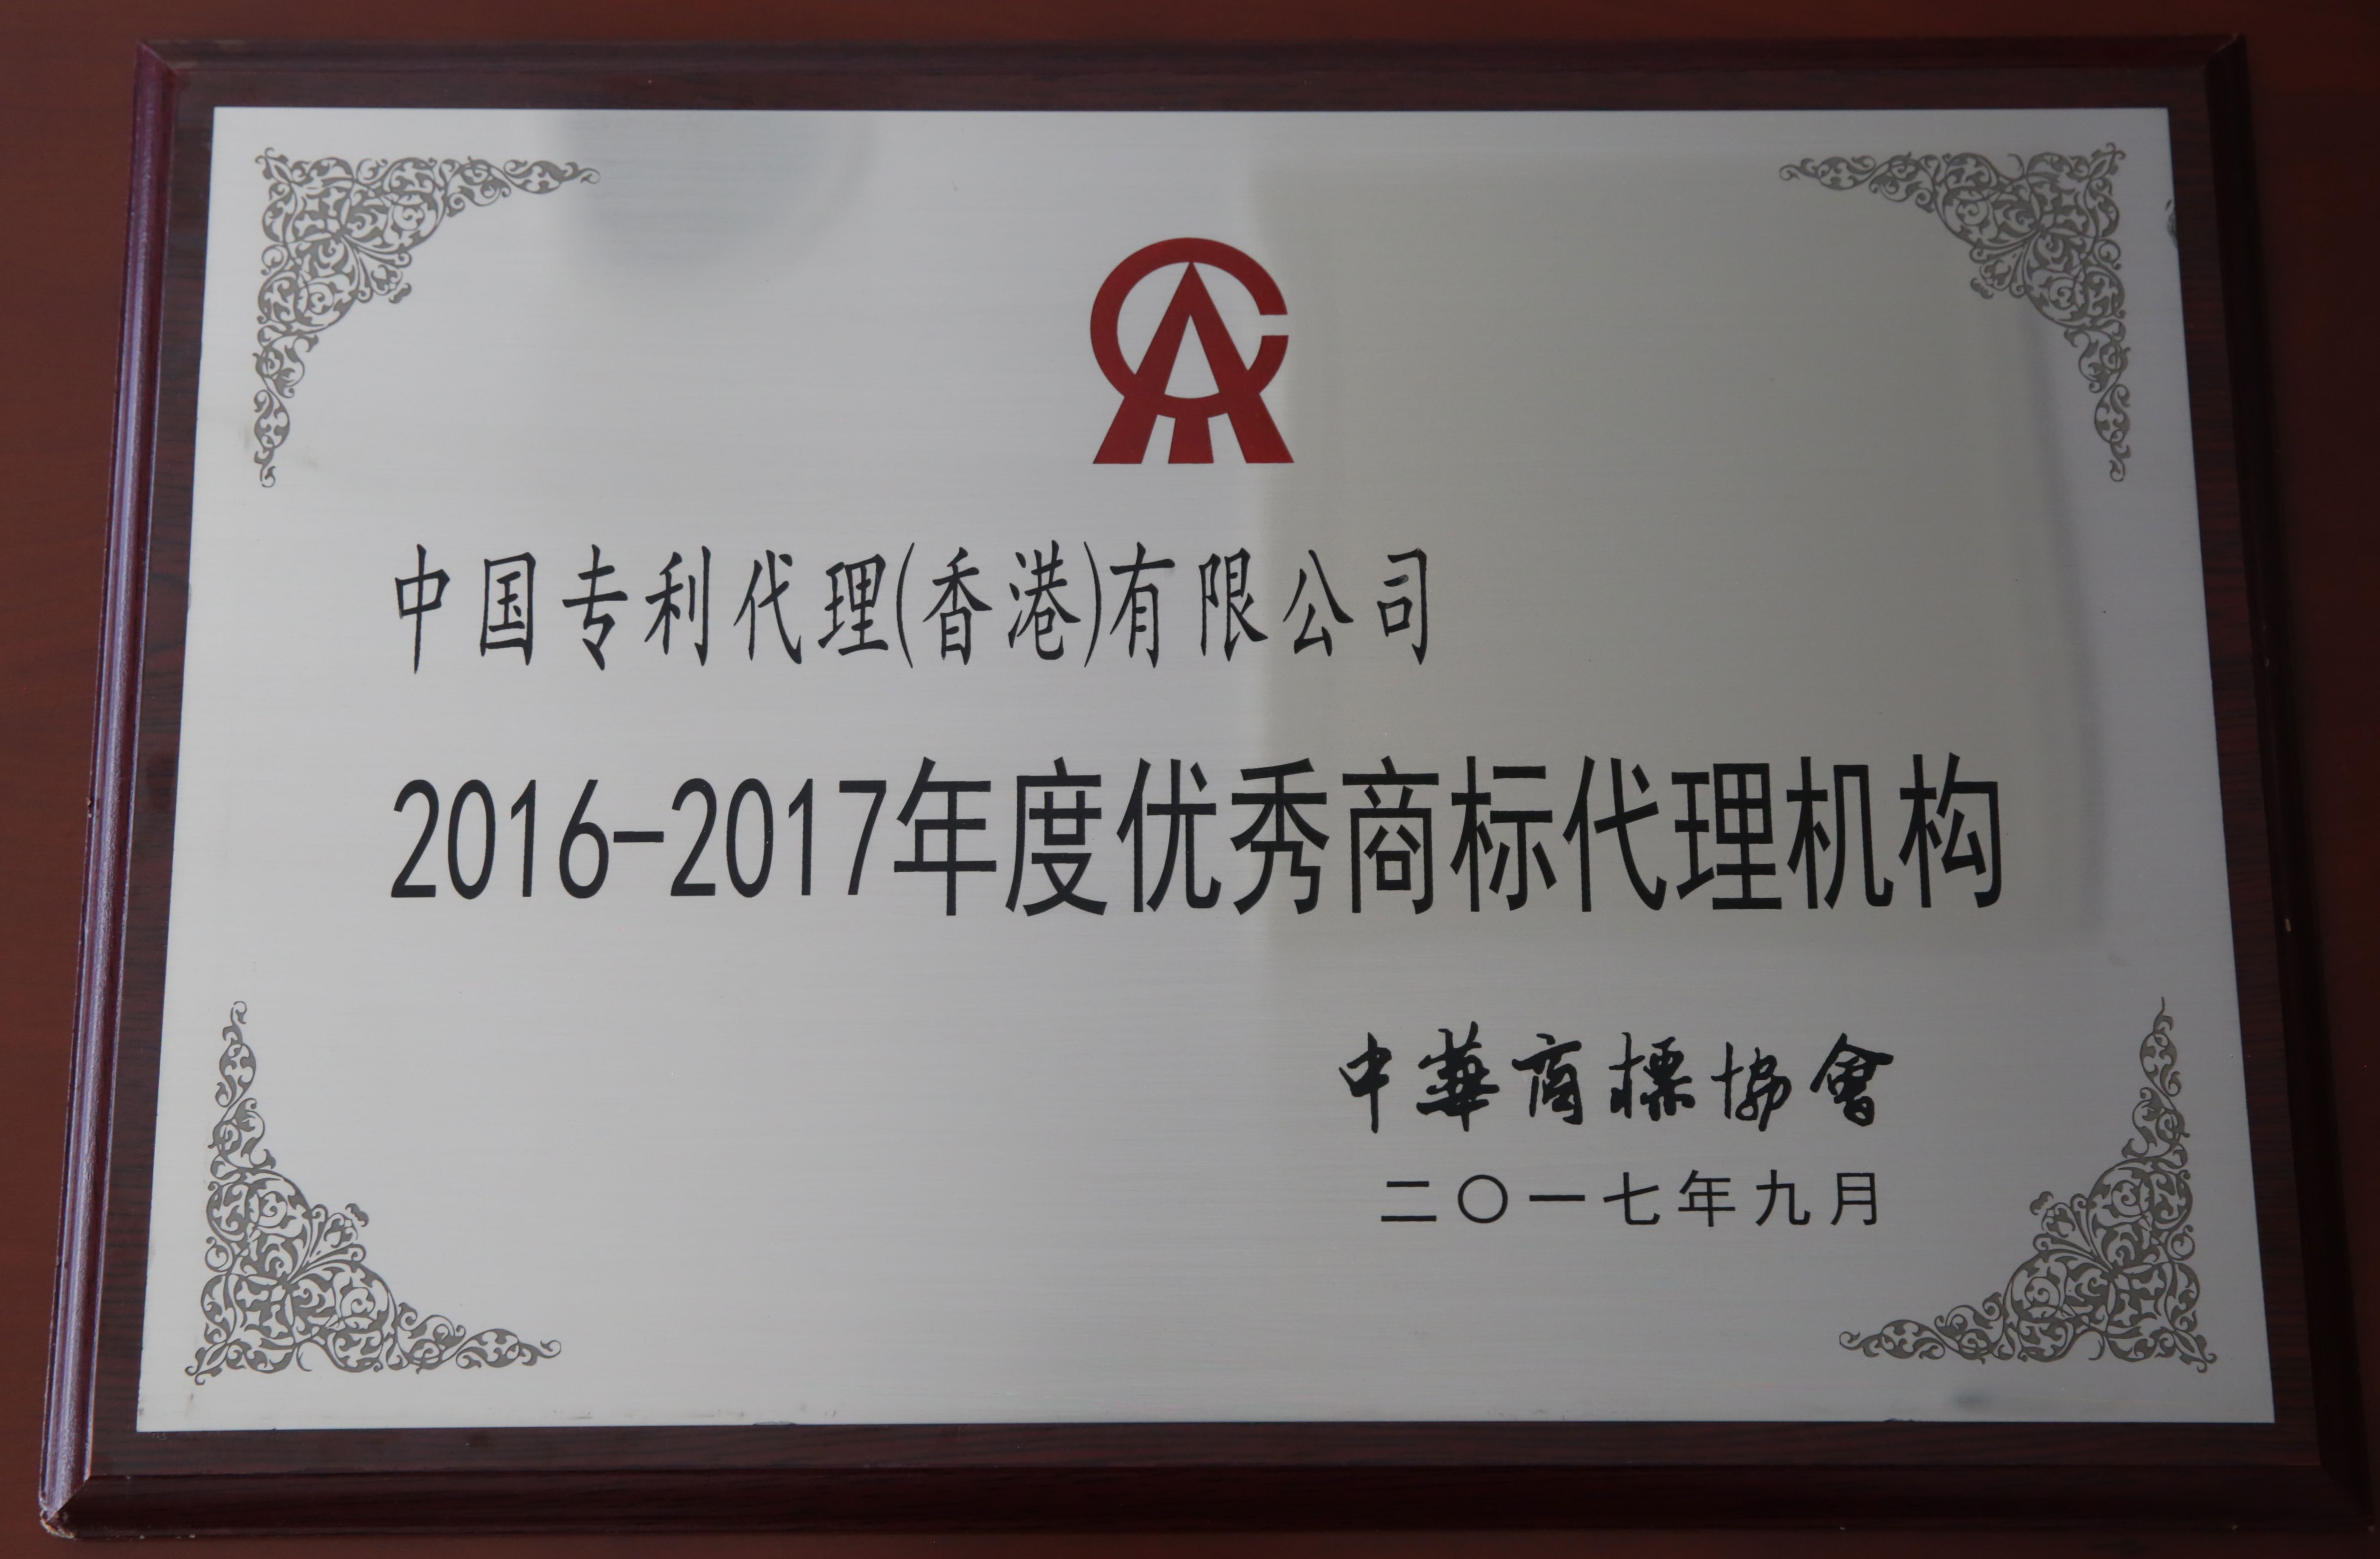 中国专利代理(香港)有限公司
2016-2017年度优秀商标代理机构
中華商標協會
二〇一七年九月